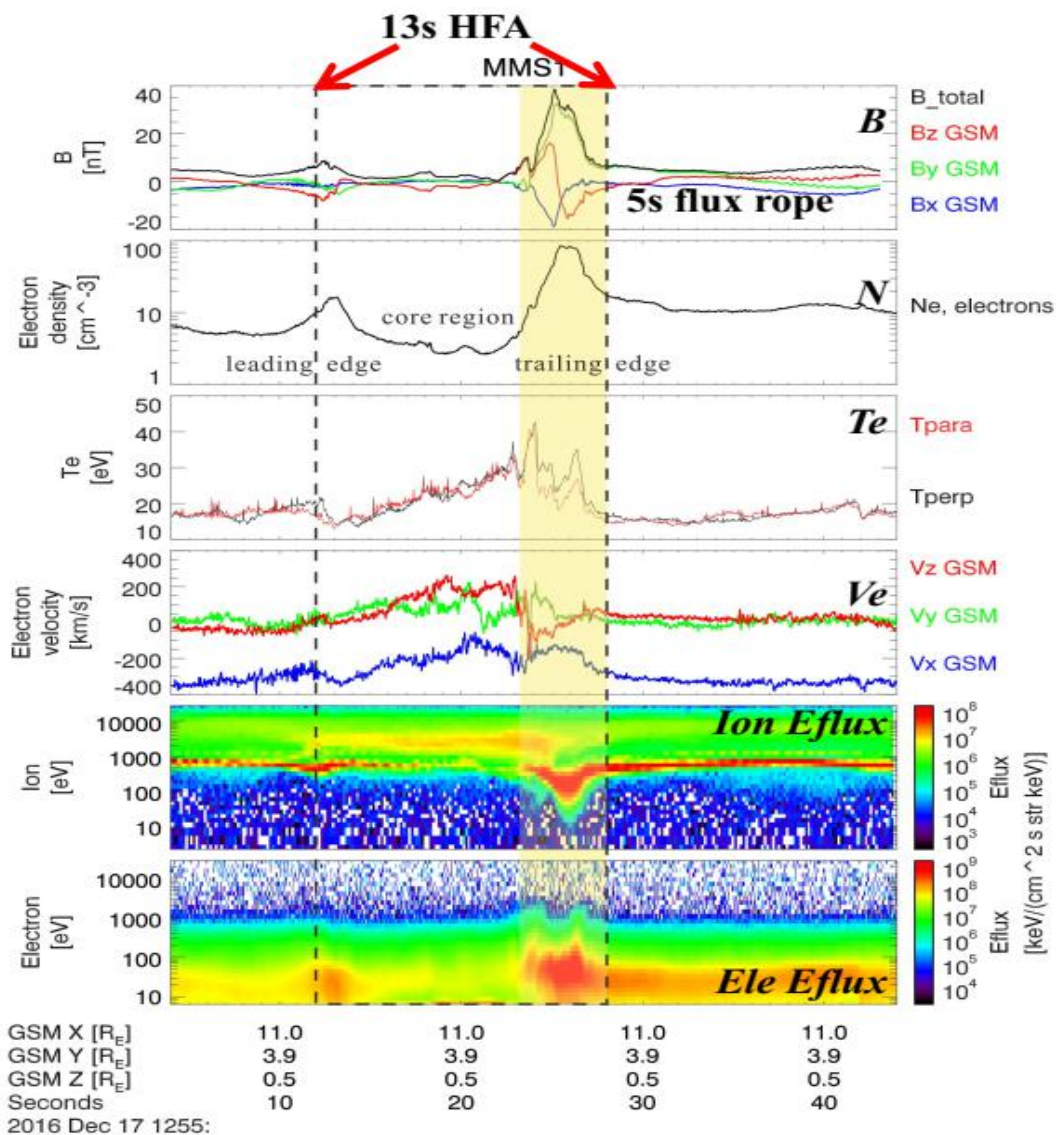 13s HFA
MMS1
40
20
0
-20
B
[nT]
B
5s flux rope
B_total
Bz GSM
By GSM
Bx GSM
100
10
1
Electron
density
[cm^-3]
N
core region
leading edge
trailing edge
Ne, electrons
50
40
30
20
10
Te
[eV]
Te
Tpara
Tperp
400
200
0
-200
-400
Electron
velocity
[km/s]
Ve
Vz GSM
Vy GSM
Vx GSM
10000
1000
100
10
Ion
[eV]
Ion Eflux
10^8
10^7
10^6
10^5
10^4
10^3
Eflux
10000
1000
100
10
Electron
[eV]
Ele Eflux
10^9
10^8
10^7
10^6
10^5
10^4
Eflux
[keV/(cm^2 s str keV)]
GSM X [R_E] 11.0 11.0 11.0 11.0
GSM Y [R_E] 3.9 3.9 3.9 3.9
GSM Z [R_E] 0.5 0.5 0.5 0.5
Seconds 10 20 30 40
2016 Dec 17 1255: